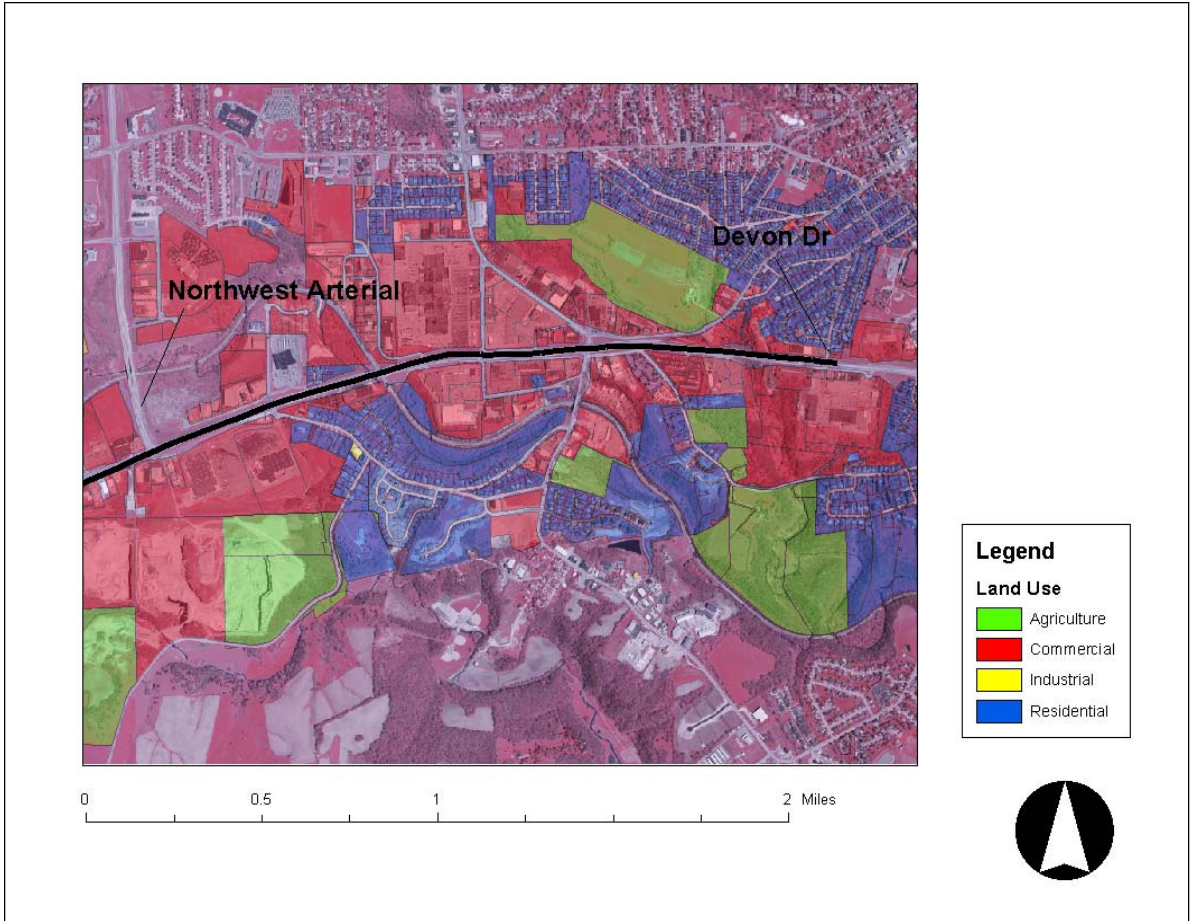 Devon Dr
Northwest Arterial
Legend
Land Use
Agriculture
Commercial
Industrial
Residential
0 0.5 1 2 Miles